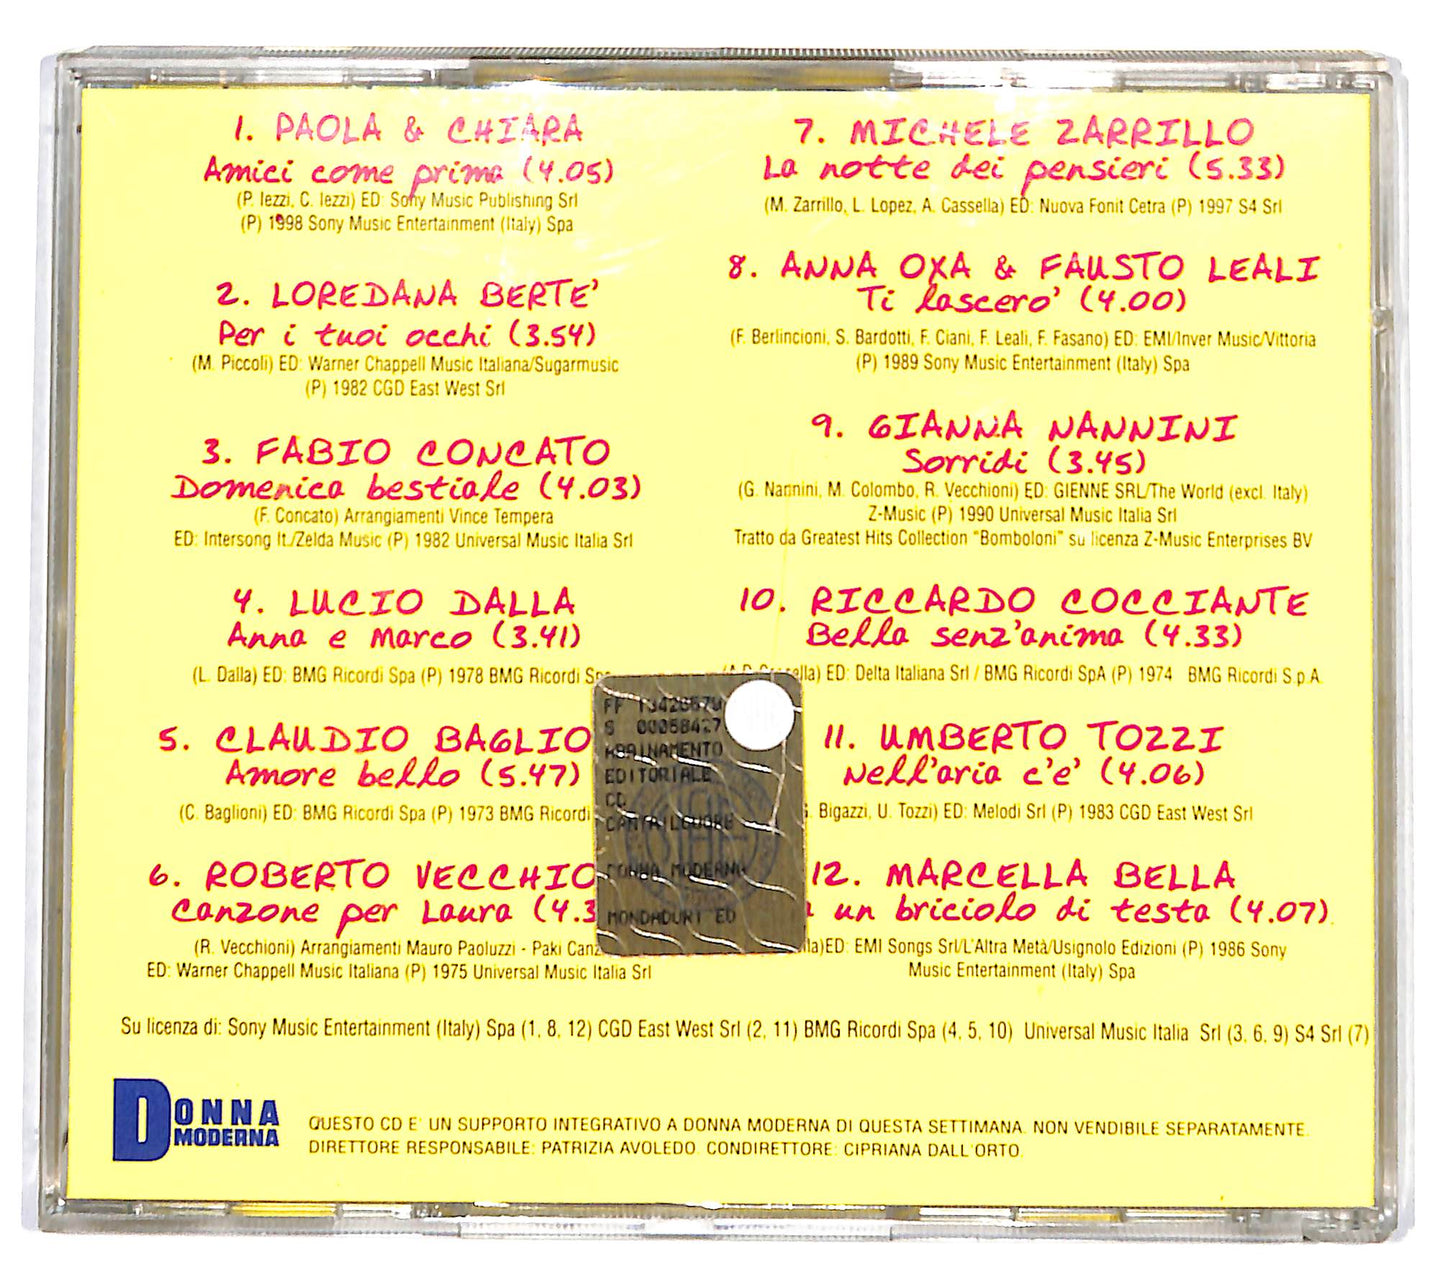 1. PAOLA & CHIARA
Amici come prima (4.05)
(P. Iezzi, C. Iezzi) ED: Sony Music Publishing Srl
(P) 1998 Sony Music Entertainment (Italy) Spa
2. LOREDANA BERTE'
Per i tuoi occhi (3.54)
(M. Piccoli) ED: Warner Chappell Music Italiana/Sugarmusic
(P) 1982 CGD East West Srl
3. FABIO CONCATO
Domenica bestiale (4.03)
(F. Concato) Arrangiamenti Vince Tempera
ED: Intersong It./Zelda Music (P) 1982 Universal Music Italia Srl
4. LUCIO DALLA
Anna e Marco (3.41)
(L. Dalla) ED: BMG Ricordi Spa (P) 1978 BMG Ricordi
5. CLAUDIO BAGLIO
Amore bello (5.47)
(C. Baglioni) ED: BMG Ricordi Spa (P) 1973 BMG Ricordi
6. ROBERTO VECCHIO
Canzone per Laura (4.3
(R. Vecchioni) Arrangiamenti Mauro Paoluzzi - Paki Canz
ED: Warner Chappell Music Italiana (P) 1975 Universal Music Italia Srl
7. MICHELE ZARRILLO
La notte dei pensieri (5.33)
(M. Zarrillo, L. Lopez, A. Cassella) ED: Nuova Fonit Cetra (P) 1997 S4 Srl
8. ANNA OXA & FAUSTO LEALI
Ti lascero' (4.00)
(F. Berlincioni, S. Bardotti, F. Ciani, F. Leali, F. Fasano) ED: EMI/Inver Music/Vittoria
(P) 1989 Sony Music Entertainment (Italy) Spa
9. GIANNA NANNINI
Sorridi (3.45)
(G. Nannini, M. Colombo, R. Vecchioni) ED: GIENNE SRL/The World (excl. Italy)
Z-Music (P) 1990 Universal Music Italia Srl
Tratto da Greatest Hits Collection "Bomboloni" su licenza Z-Music Enterprises BV
10. RICCARDO COCCIANTE
Bella senz'anima (4.33)
ella) ED: Delta Italiana Srl / BMG Ricordi SpA (P) 1974 BMG Ricordi S.p.A.
11. UMBERTO TOZZI
Nell'aria c'e' (4.06)
Bigazzi, U. Tozzi) ED: Melodi Srl (P) 1983 CGD East West Srl
12. MARCELLA BELLA
un briciolo di testa (4.07)
lla)ED: EMI Songs Srl/L'Altra Metà/Usignolo Edizioni (P) 1986 Sony
Music Entertainment (Italy) Spa
S 00058427
ABBINAMENTO
EDITORIALE
CD
DONNA MODERNA
MONDADORI ED
Su licenza di: Sony Music Entertainment (Italy) Spa (1, 8, 12) CGD East West Srl (2, 11) BMG Ricordi Spa (4, 5, 10) Universal Music Italia Srl (3, 6, 9) S4 Srl (7)
DONNA
MODERNA
QUESTO CD E' UN SUPPORTO INTEGRATIVO A DONNA MODERNA DI QUESTA SETTIMANA. NON VENDIBILE SEPARATAMENTE.
DIRETTORE RESPONSABILE: PATRIZIA AVOLEDO. CONDIRETTORE: CIPRIANA DALL'ORTO.